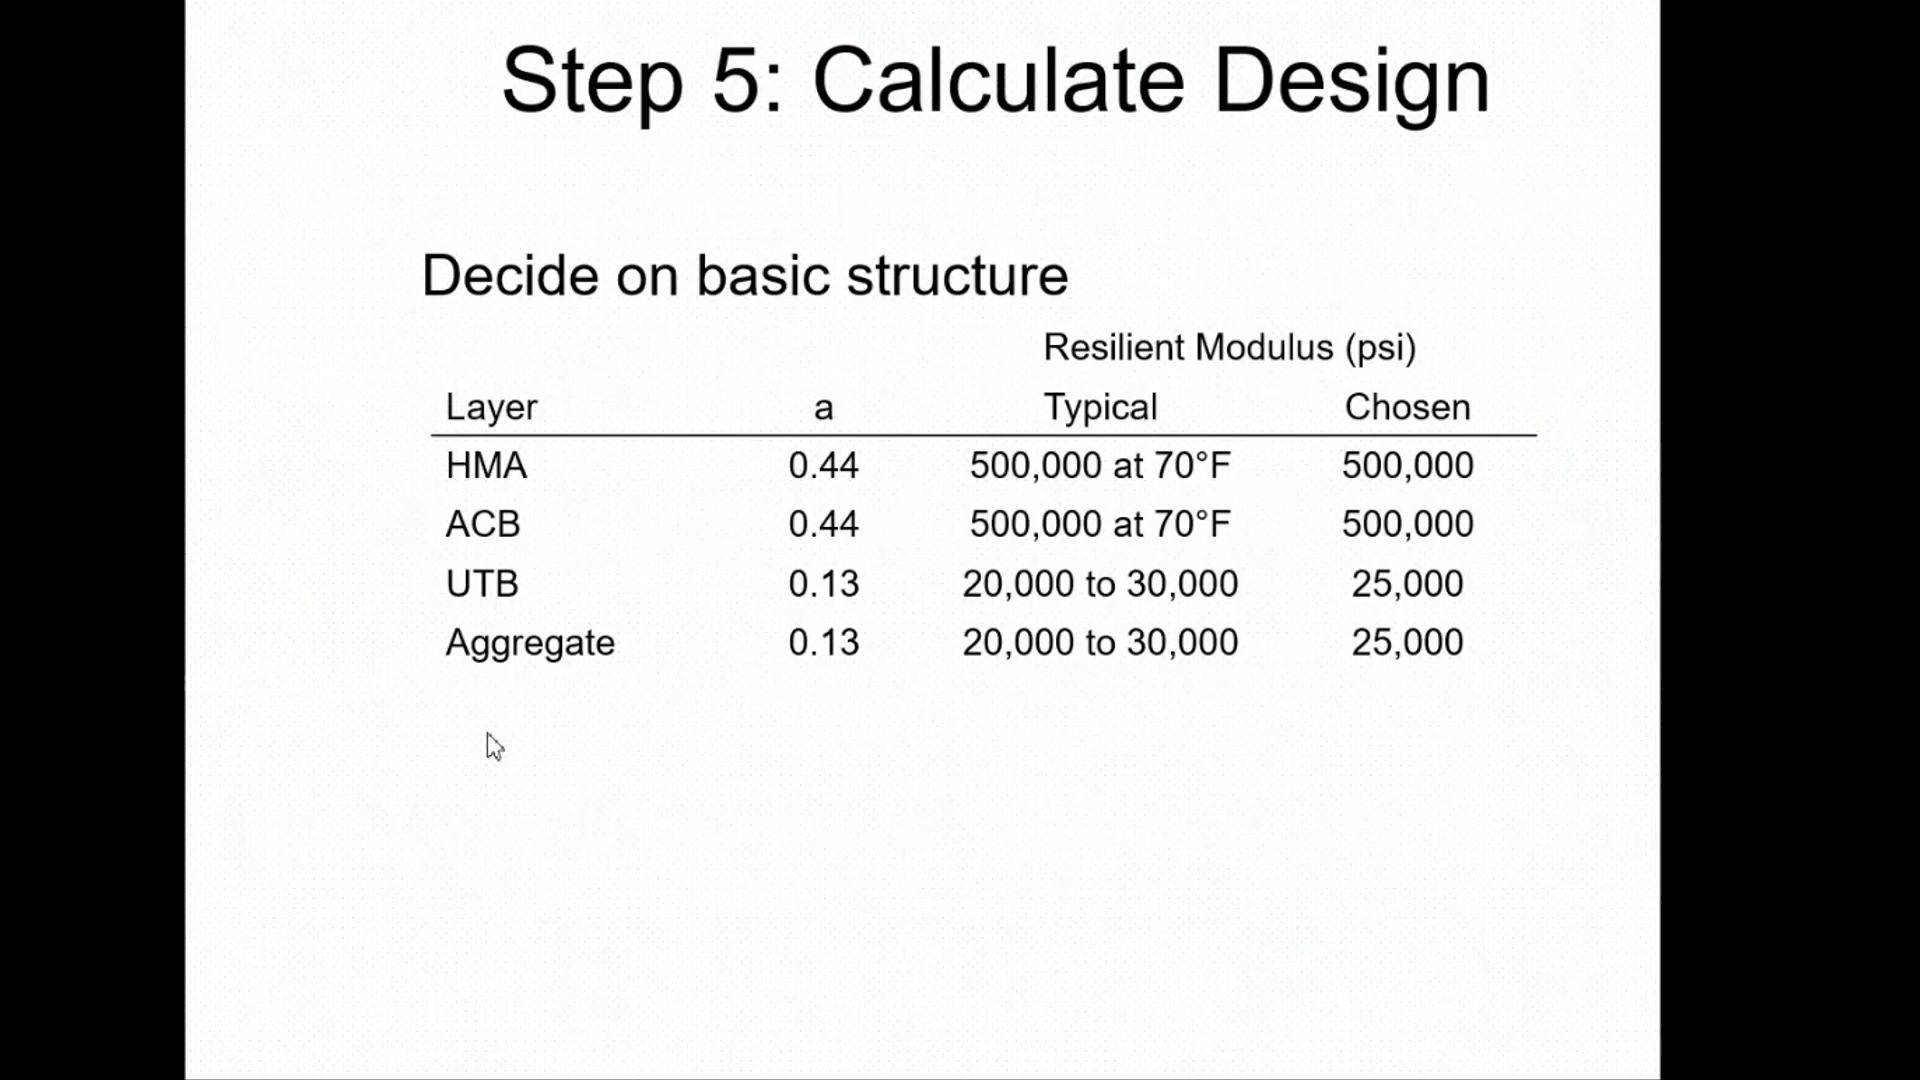 Step 5: Calculate Design
Decide on basic structure
Resilient Modulus (psi)
Layer a Typical Chosen
HMA 0.44 500,000 at 70°F 500,000
ACB 0.44 500,000 at 70°F 500,000
UTB 0.13 20,000 to 30,000 25,000
Aggregate 0.13 20,000 to 30,000 25,000